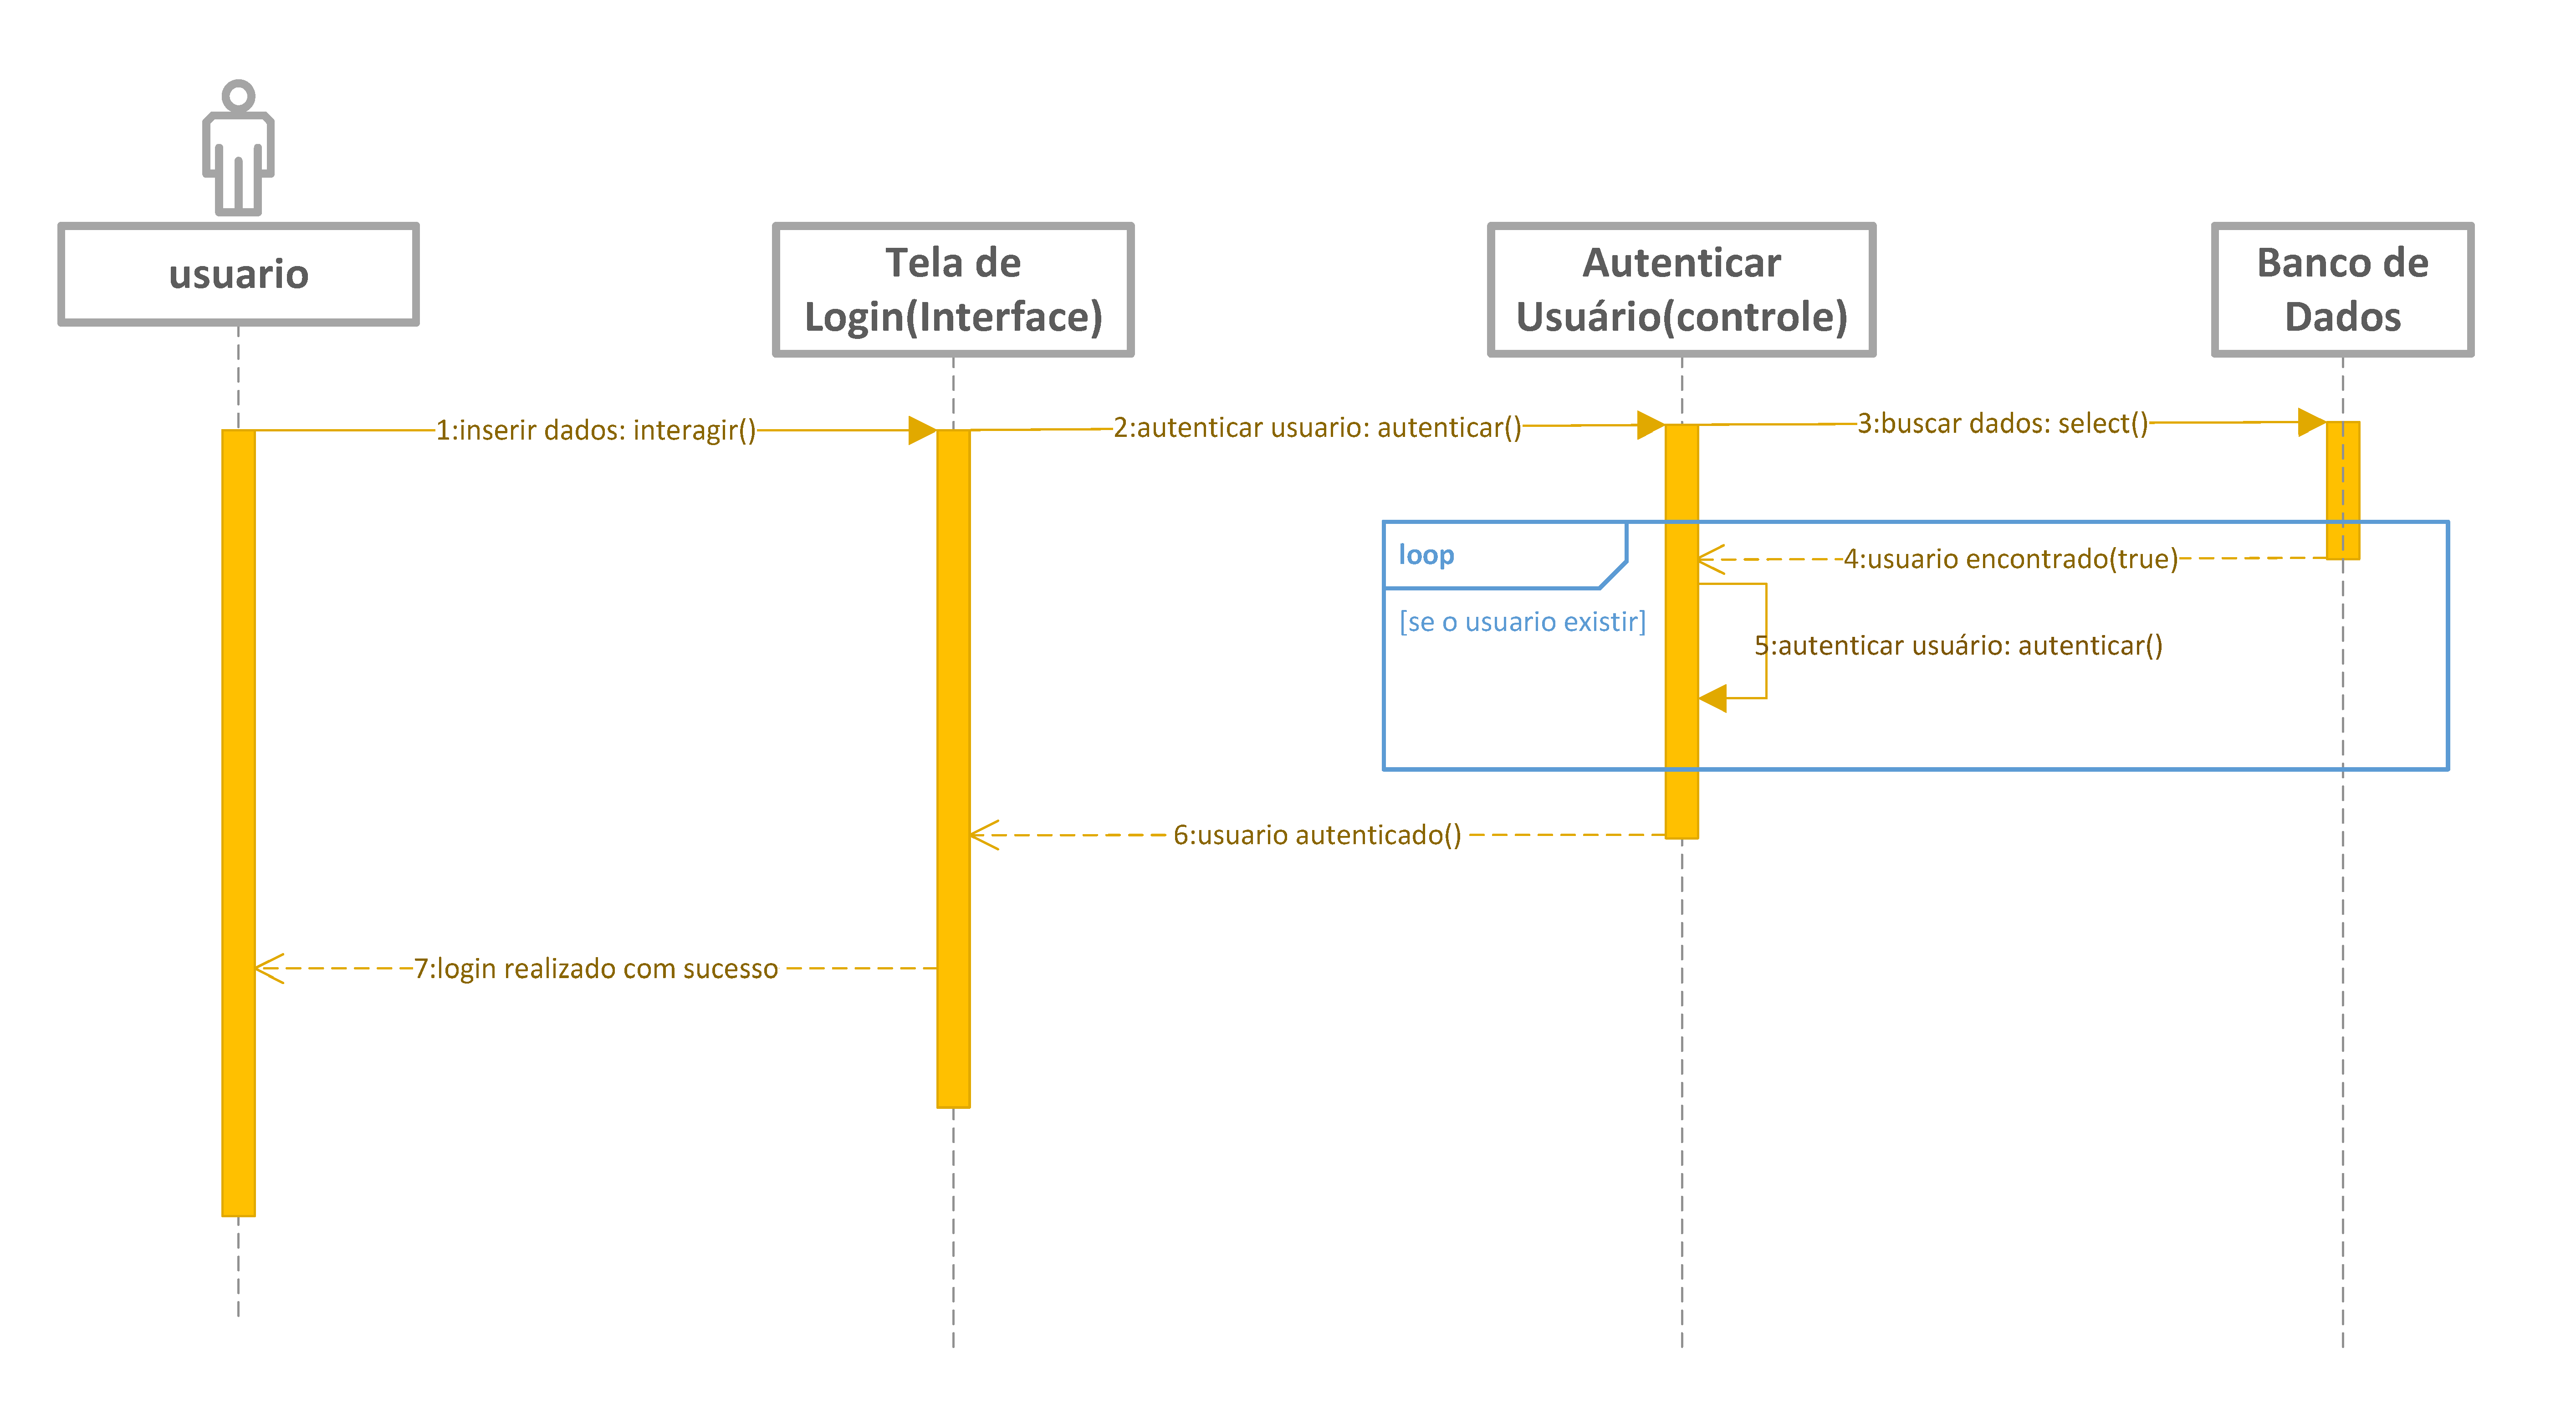 usuario
Tela de
Login(Interface)
Autenticar
Usuário(controle)
Banco de
Dados
1:inserir dados: interagir()
2:autenticar usuario: autenticar()
3:buscar dados: select()
loop
4:usuario encontrado(true)
[se o usuario existir]
5:autenticar usuário: autenticar()
6:usuario autenticado()
7:login realizado com sucesso